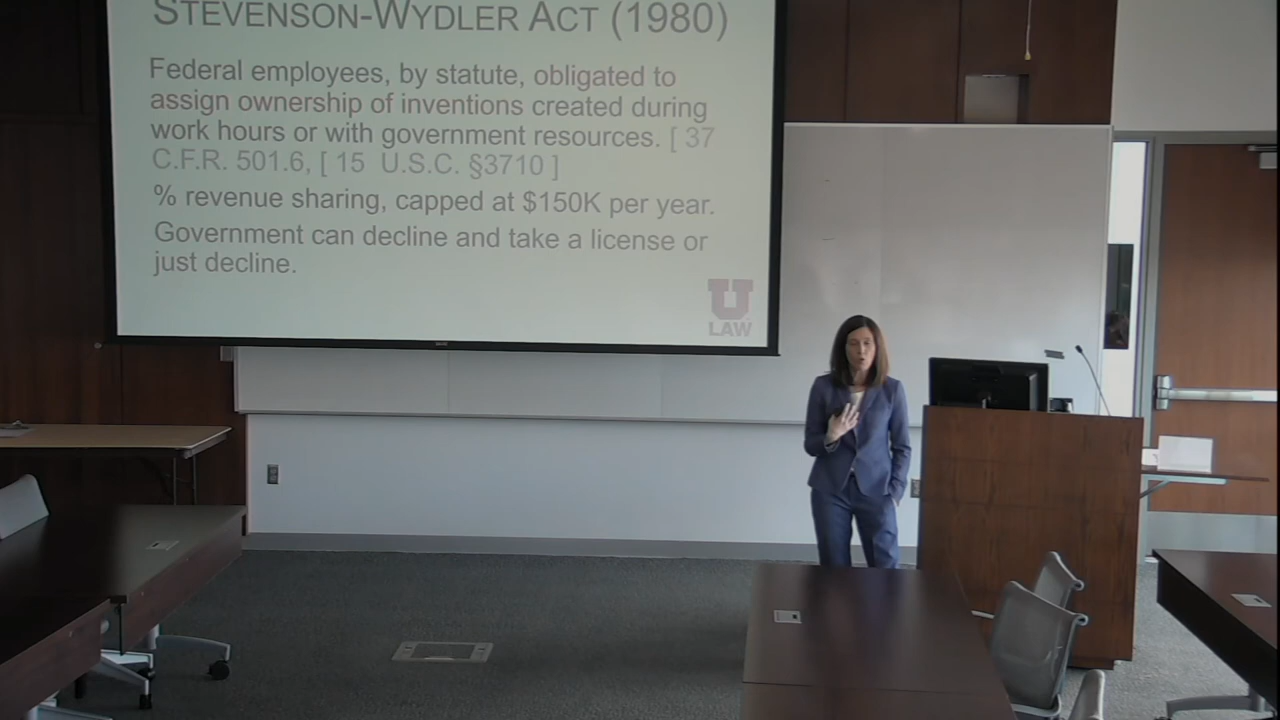 STEVENSON-WYDLER ACT (1980)
Federal employees, by statute, obligated to
assign ownership of inventions created during
work hours or with government resources. [ 37
C.F.R. 501.6, [ 15 U.S.C. §3710 ]
% revenue sharing, capped at $150K per year.
Government can decline and take a license or
just decline.
U
LAW